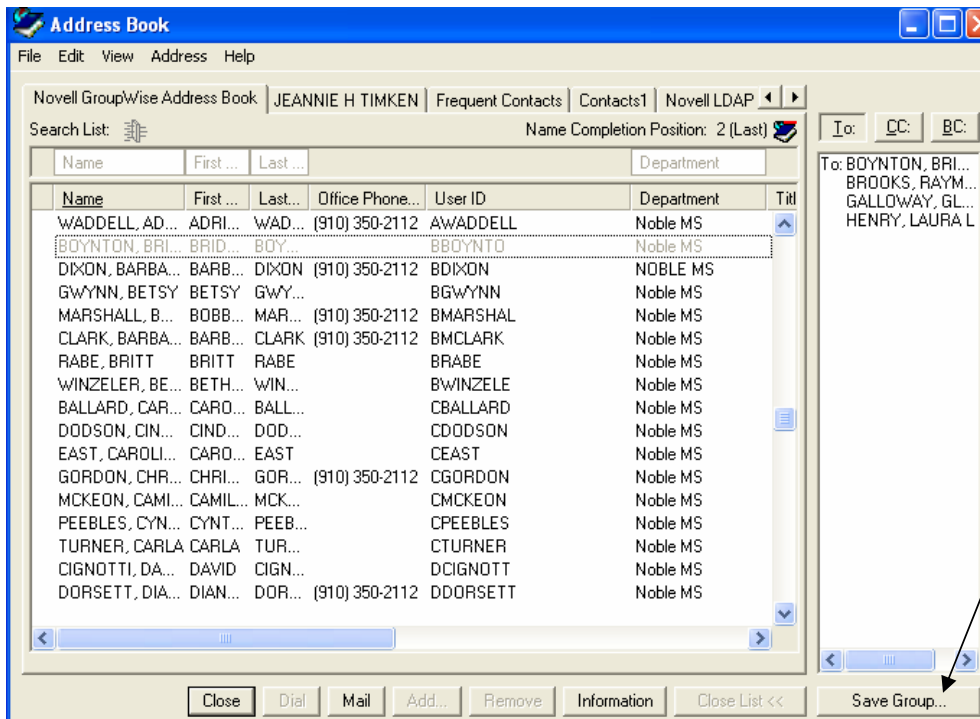 Address Book
File Edit View Address Help
Novell GroupWise Address Book JEANNIE H TIMKEN Frequent Contacts Contacts1 Novell LDAP
Search List: Name Completion Position: 2 (Last)
To: CC: BC:
Name First ... Last ... Department
Name First ... Last... Office Phone... User ID Department Titl
WADDELL, AD... ADRI... WAD... (910) 350-2112 AWADDELL Noble MS
BOYNTON, BRI... BRID... BOY... BBOYNTO Noble MS
DIXON, BARBA... BARB... DIXON (910) 350-2112 BDIXON NOBLE MS
GWYNN, BETSY BETSY GWY... BGWYNN Noble MS
MARSHALL, B... BOBB... MAR... (910) 350-2112 BMARSHAL Noble MS
CLARK, BARBA... BARB... CLARK (910) 350-2112 BMCLARK Noble MS
RABE, BRITT BRITT RABE BRABE Noble MS
WINZELER, BE... BETH... WIN... BWINZELE Noble MS
BALLARD, CAR... CARO... BALL... CBALLARD Noble MS
DODSON, CIN... CIND... DOD... CDODSON Noble MS
EAST, CAROLI... CARO... EAST CEAST Noble MS
GORDON, CHR... CHRI... GOR... (910) 350-2112 CGORDON Noble MS
MCKEON, CAMI... CAMIL... MCK... CMCKEON Noble MS
PEEBLES, CYN... CYNT... PEEB... CPEEBLES Noble MS
TURNER, CARLA CARLA TUR... CTURNER Noble MS
CIGNOTTI, DA... DAVID CIGN... DCIGNOTT Noble MS
DORSETT, DIA... DIAN... DOR... (910) 350-2112 DDORSETT Noble MS
To: BOYNTON, BRI...
BROOKS, RAYM...
GALLOWAY, GL...
HENRY, LAURA L
Close Dial Mail Add... Remove Information Close List << Save Group...